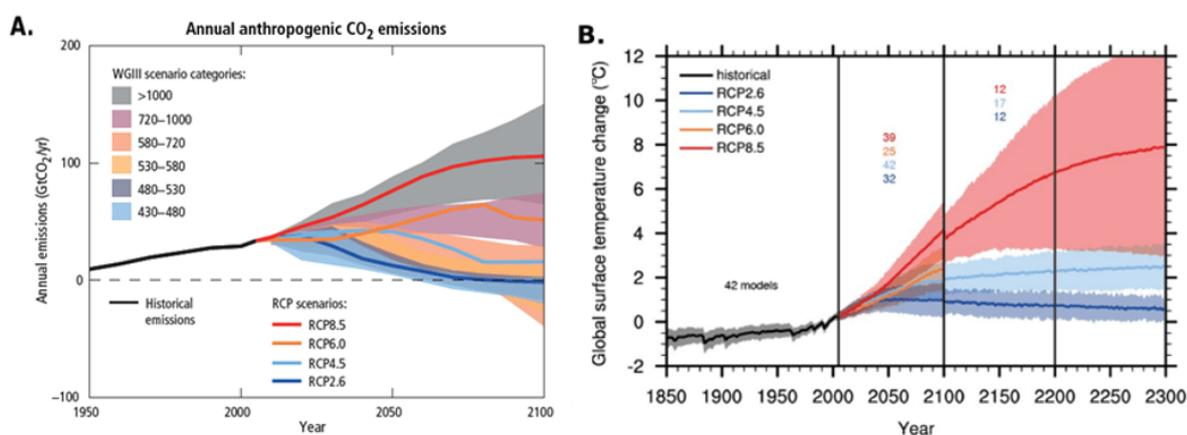 A.
Annual anthropogenic CO₂ emissions
200
100
0
−100
Annual emissions (GtCO₂/yr)
WGIII scenario categories:
>1000
720−1000
580−720
530−580
480−530
430−480
Historical
emissions
RCP scenarios:
RCP8.5
RCP6.0
RCP4.5
RCP2.6
1950
2000
2050
2100
Year
B.
12
10
8
6
4
2
0
-2
Global surface temperature change (°C)
historical
RCP2.6
RCP4.5
RCP6.0
RCP8.5
39
25
42
32
12
17
12
42 models
1850 1900 1950 2000 2050 2100 2150 2200 2250 2300
Year